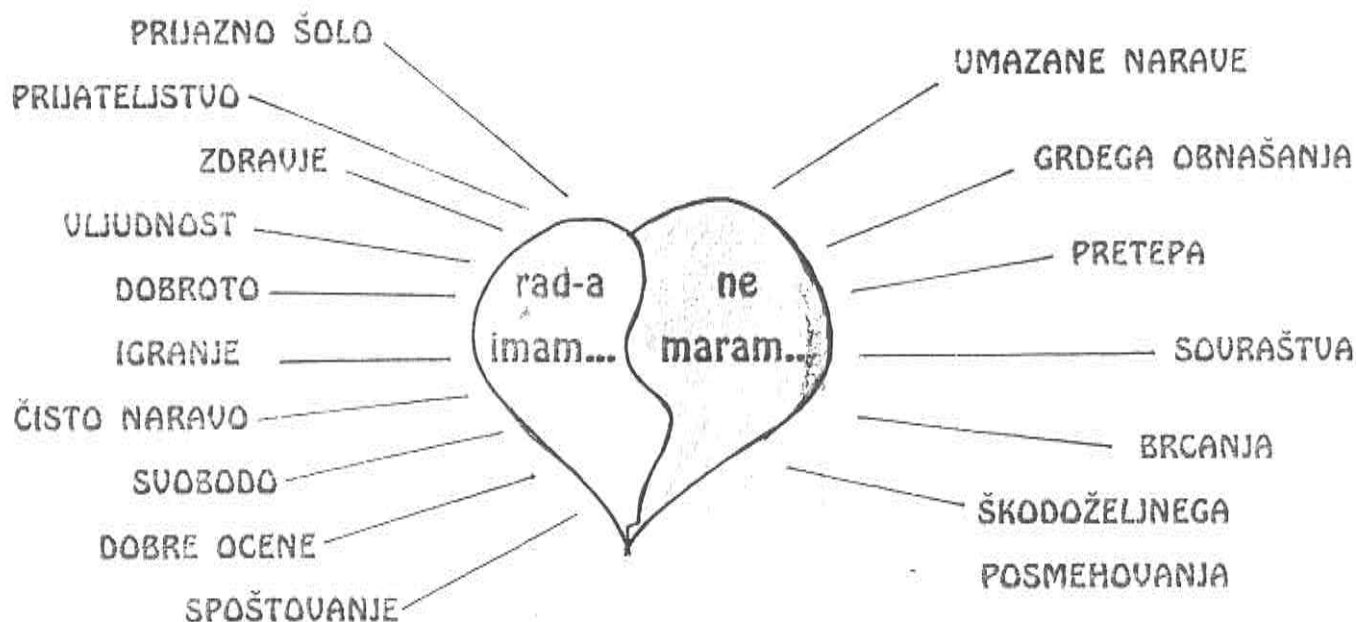 PRIJAZNO ŠOLO
PRIJATELJSTVO
ZDRAVJE
VLJUDNOST
DOBROTO
IGRANJE
ČISTO NARAVO
SVOBODO
DOBRE OCENE
SPOŠTOVANJE
rad-a
imam...
ne
maram...
UMAZANE NARAVE
GRDEGA OBNAŠANJA
PRETEPA
SOVRAŠTVA
BRCANJA
ŠKODOŽELJNEGA
POSMEHOVANJA